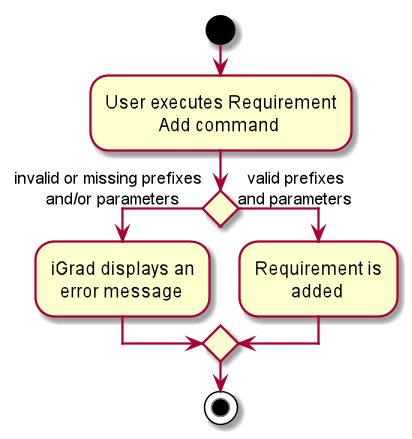 User executes Requirement
Add command
invalid or missing prefixes
and/or parameters
valid prefixes
and parameters
iGrad displays an
error message
Requirement is
added